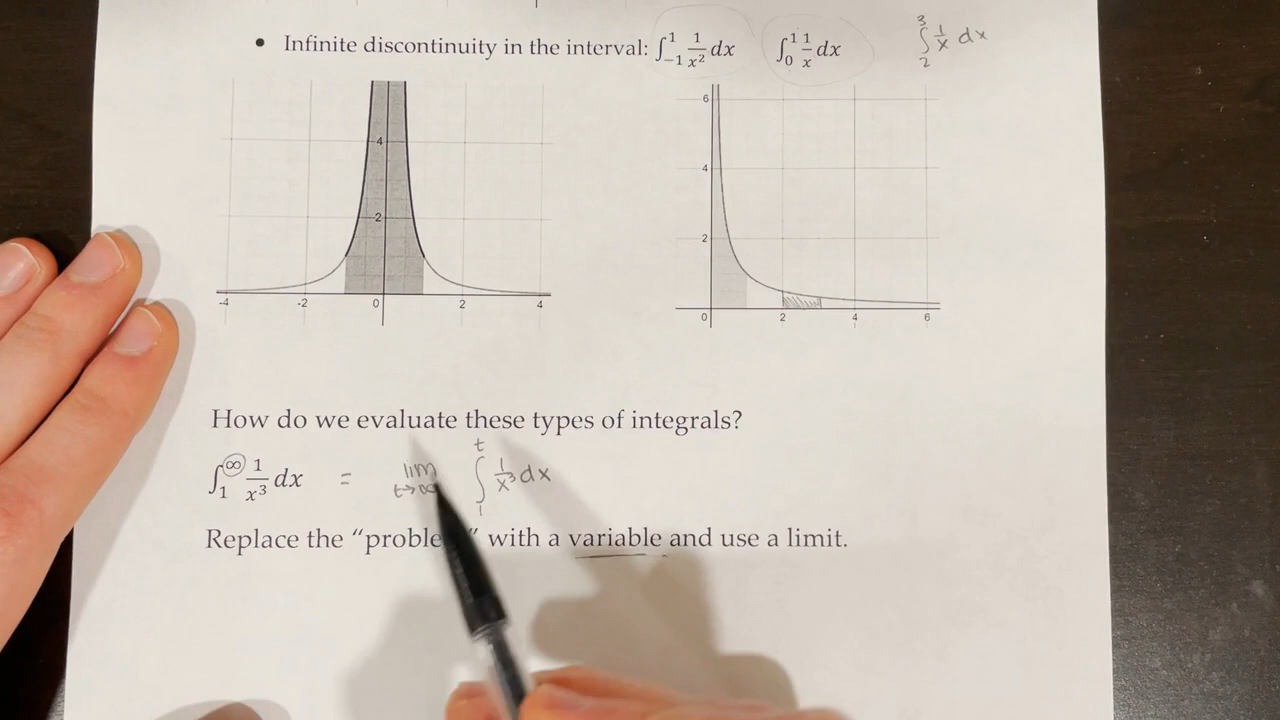 • Infinite discontinuity in the interval: ∫₋₁¹ 1/x² dx ∫₀¹ 1/x dx ∫₂³ 1/x dx
4
2
-4 -2 0 2 4
6
4
2
0 2 4 6
How do we evaluate these types of integrals?
∫₁^∞ 1/x³ dx = lim t→∞ ∫₁ᵗ 1/x³ dx
Replace the “proble ” with a variable and use a limit.